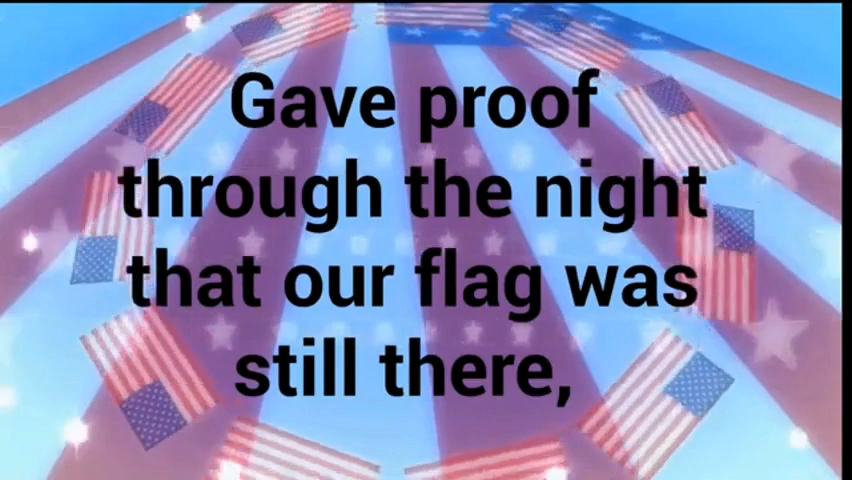 Gave proof
through the night
that our flag was
still there,